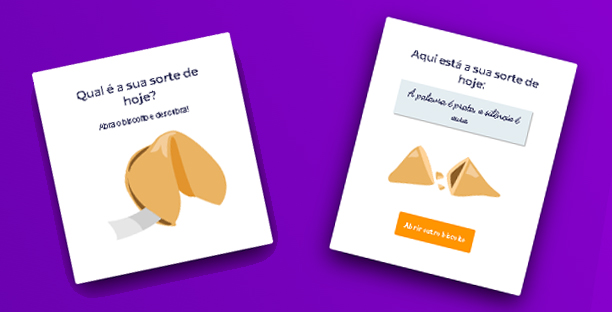 Qual é a sua sorte de
hoje?
Abra o biscoito e descubra!
Aqui está a sua sorte de
hoje:
A palavra é prata, o silêncio é
ouro
Abrir outro biscoito